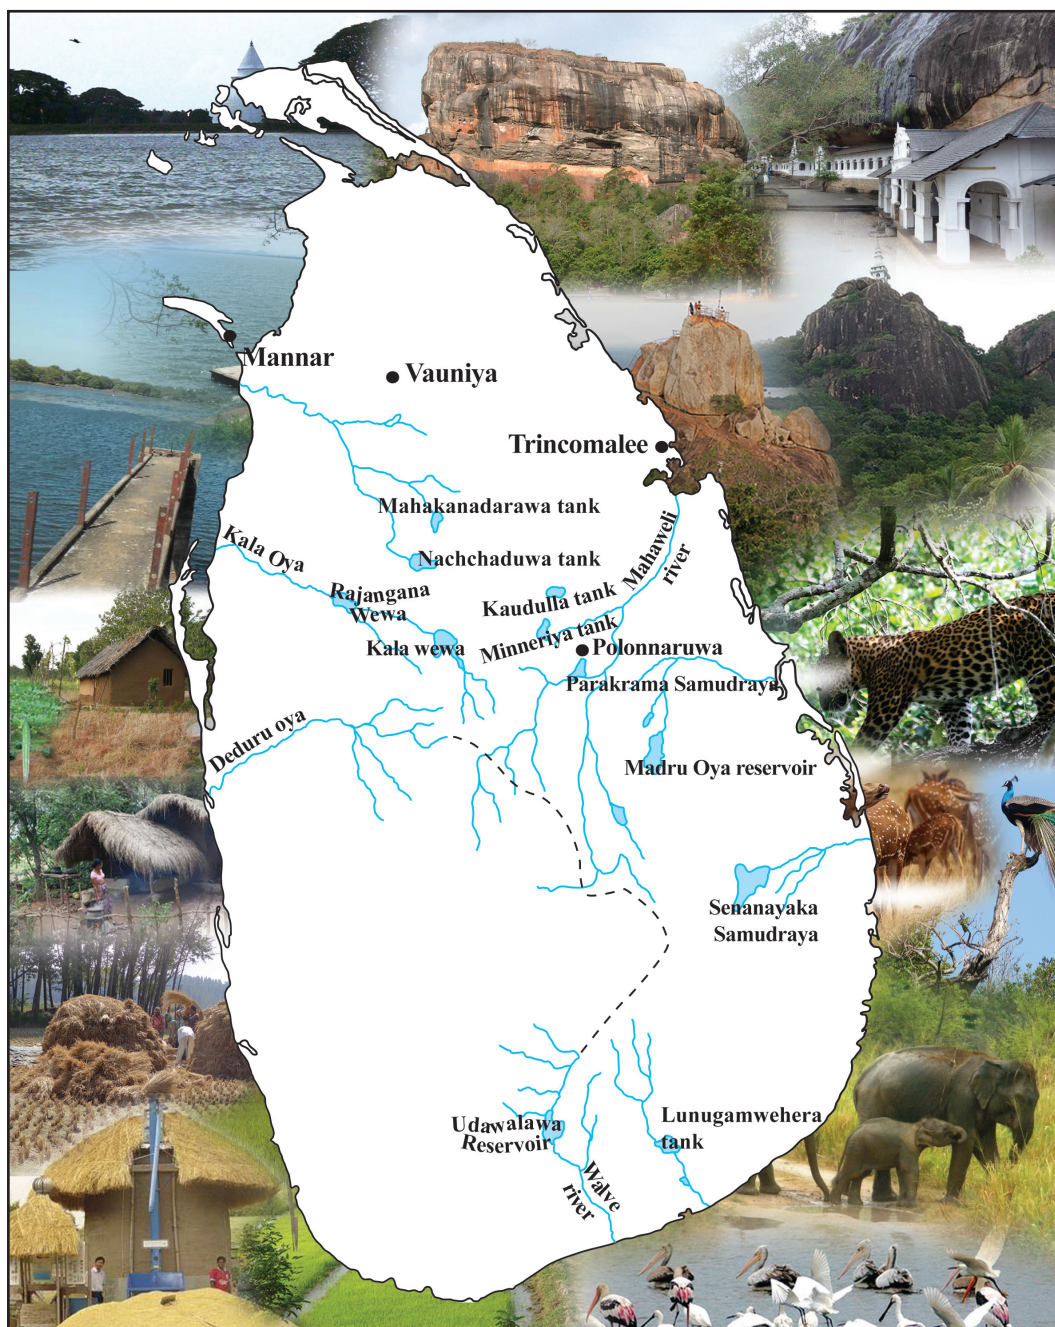 Mannar
Vauniya
Trincomalee
Mahakanadarawa tank
Mahaweli
river
Kala Oya
Nachchaduwa tank
Rajangana
Wewa
Kaudulla tank
Minneriya tank
Kala wewa
Polonnaruwa
Parakrama Samudraya
Deduru oya
Madru Oya reservoir
Senanayaka
Samudraya
Udawalawa
Reservoir
Lunugamwehera
tank
Walve
river